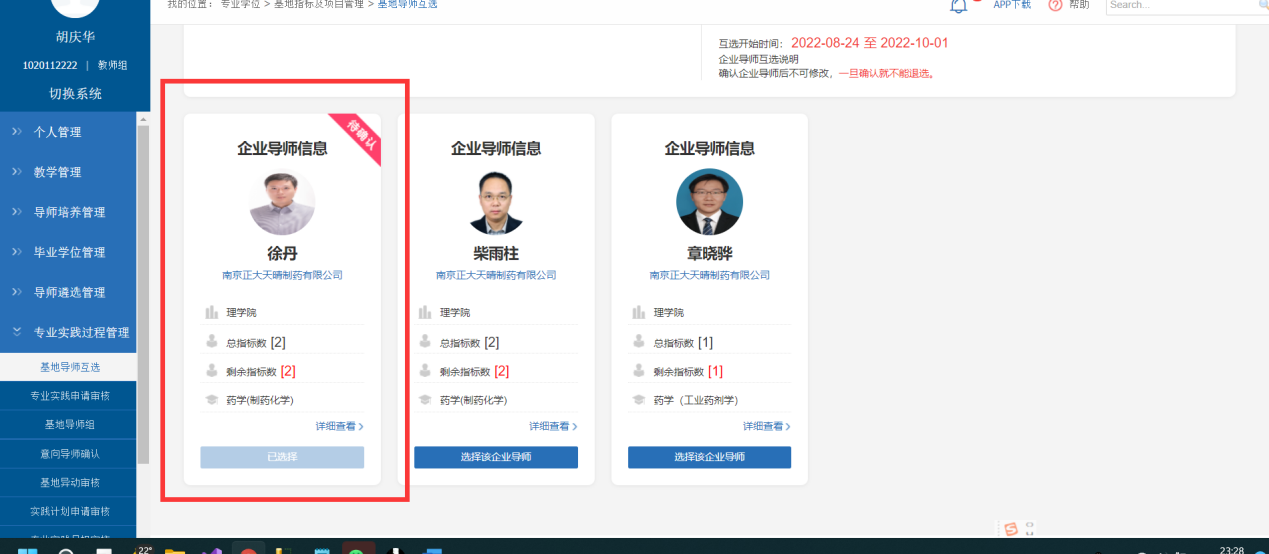 我的位置： 专业学位 > 基地指标及项目管理 > 基地导师互选
APP下载
帮助
Search...
胡庆华
1020112222 | 教师组
切换系统
个人管理
教学管理
导师培养管理
毕业学位管理
导师遴选管理
专业实践过程管理
基地导师互选
专业实践申请审核
基地导师组
意向导师确认
基地异动审核
实践计划申请审核
互选开始时间： 2022-08-24 至 2022-10-01
企业导师互选说明
确认企业导师后不可修改，一旦确认就不能退选。
待确认
企业导师信息
徐丹
南京正大天晴制药有限公司
理学院
总指标数 [2]
剩余指标数 [2]
药学(制药化学)
详细查看
已选择
企业导师信息
柴雨柱
南京正大天晴制药有限公司
理学院
总指标数 [2]
剩余指标数 [2]
药学(制药化学)
详细查看
选择该企业导师
企业导师信息
章晓骅
南京正大天晴制药有限公司
理学院
总指标数 [1]
剩余指标数 [1]
药学（工业药剂学）
详细查看
选择该企业导师
22°
23:28